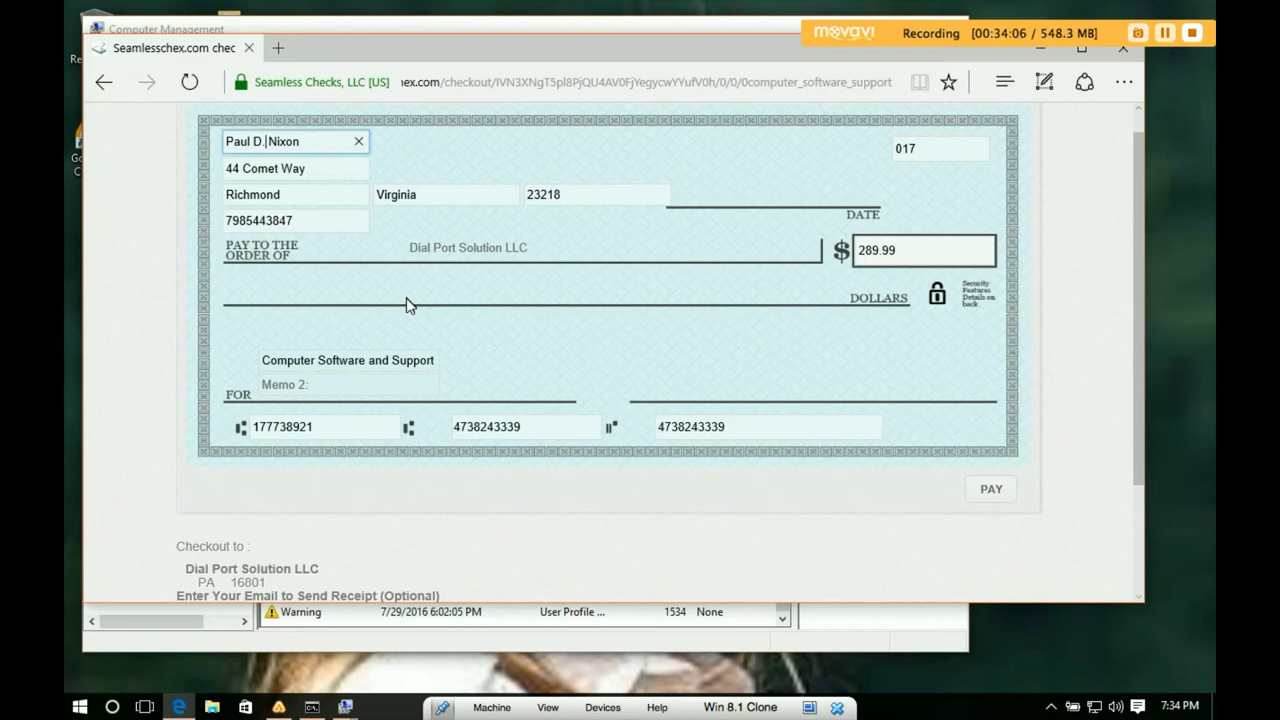 Computer Management
movavi
Recording [00:34:06 / 548.3 MB]
Seamlesschex.com chec
Seamless Checks, LLC [US] ıex.com/checkout/IVN3XNgT5pl8PjQU4AV0FjYegycwYYufV0h/0/0/0computer_software_support
Paul D. Nixon
017
44 Comet Way
Richmond Virginia 23218
7985443847
DATE
PAY TO THE
ORDER OF
Dial Port Solution LLC
$ 289.99
DOLLARS
Security
Features
Details on
back
Computer Software and Support
Memo 2:
FOR
177738921 4738243339 4738243339
PAY
Checkout to :
Dial Port Solution LLC
PA 16801
Enter Your Email to Send Receipt (Optional)
Warning 7/29/2016 6:02:05 PM User Profile ... 1534 None
Machine View Devices Help Win 8.1 Clone
7:34 PM